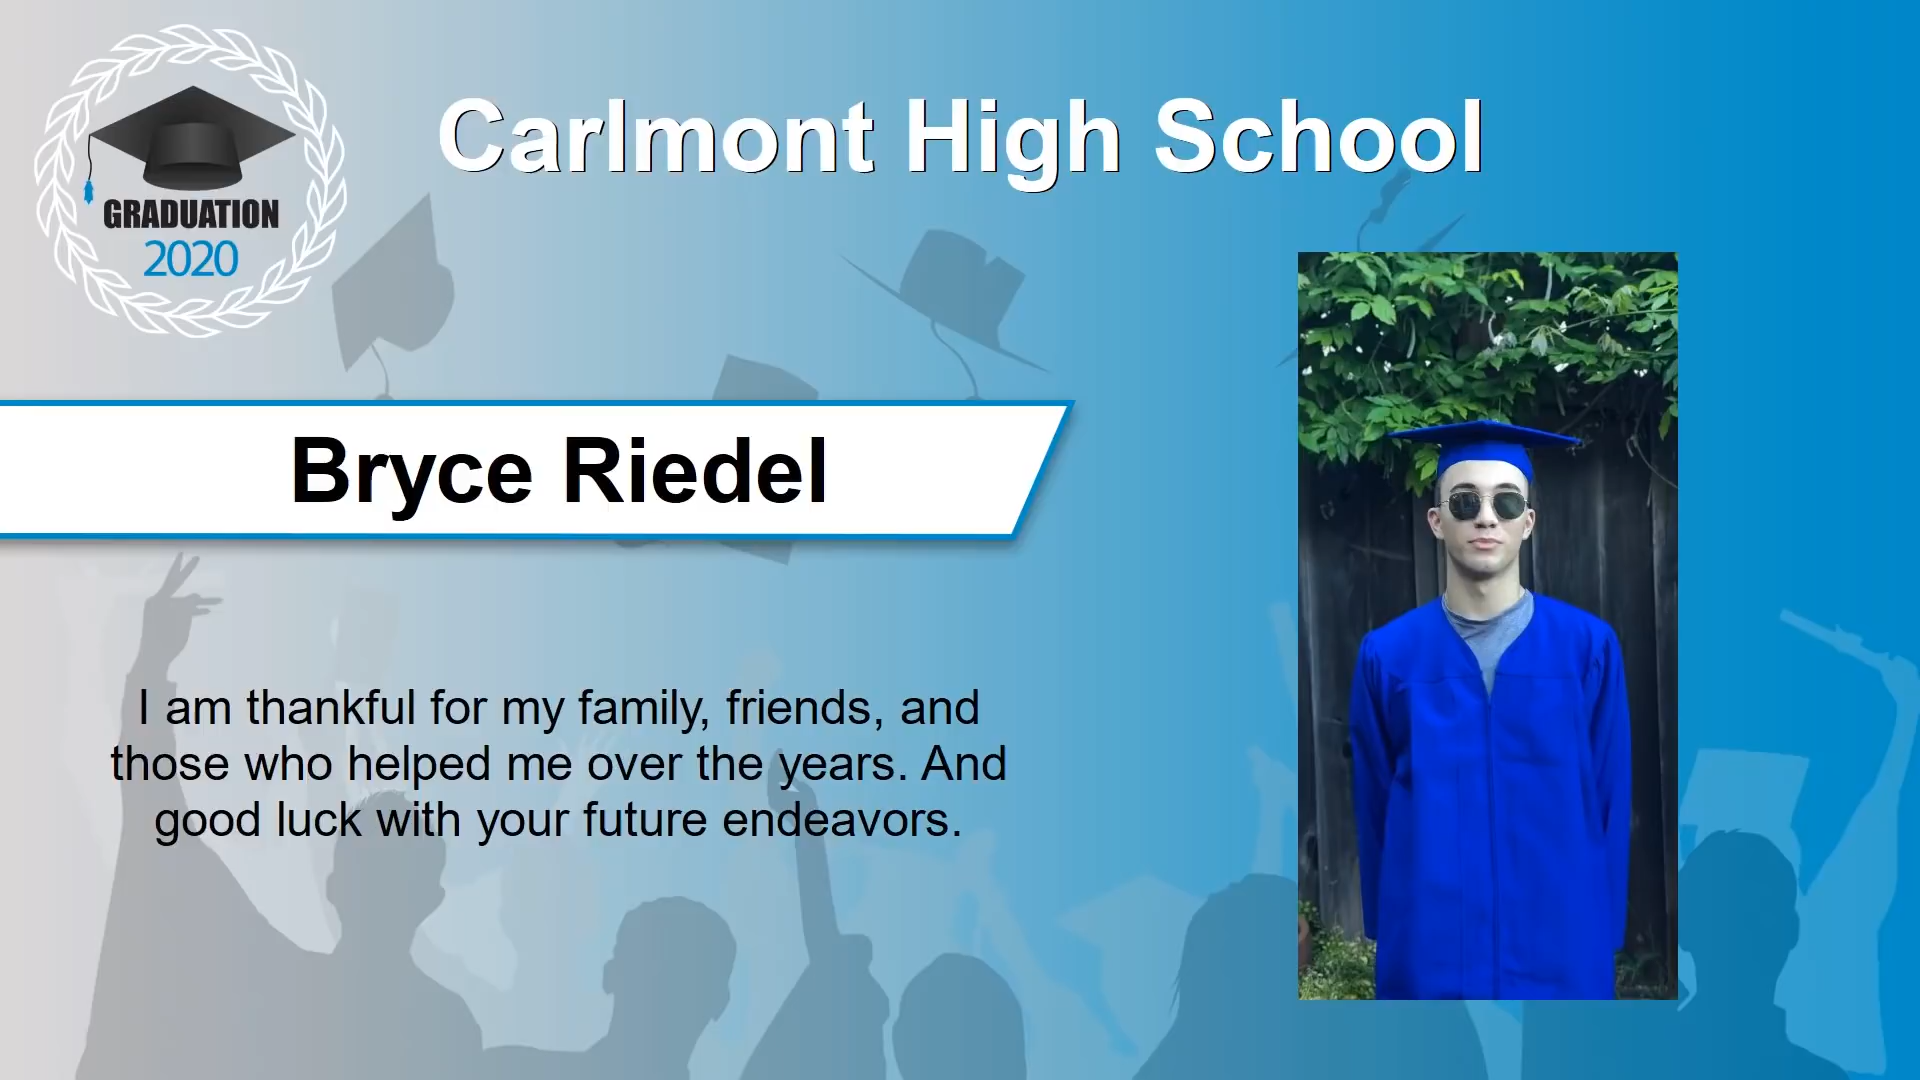 Carlmont High School
GRADUATION
2020
Bryce Riedel
I am thankful for my family, friends, and
those who helped me over the years. And
good luck with your future endeavors.